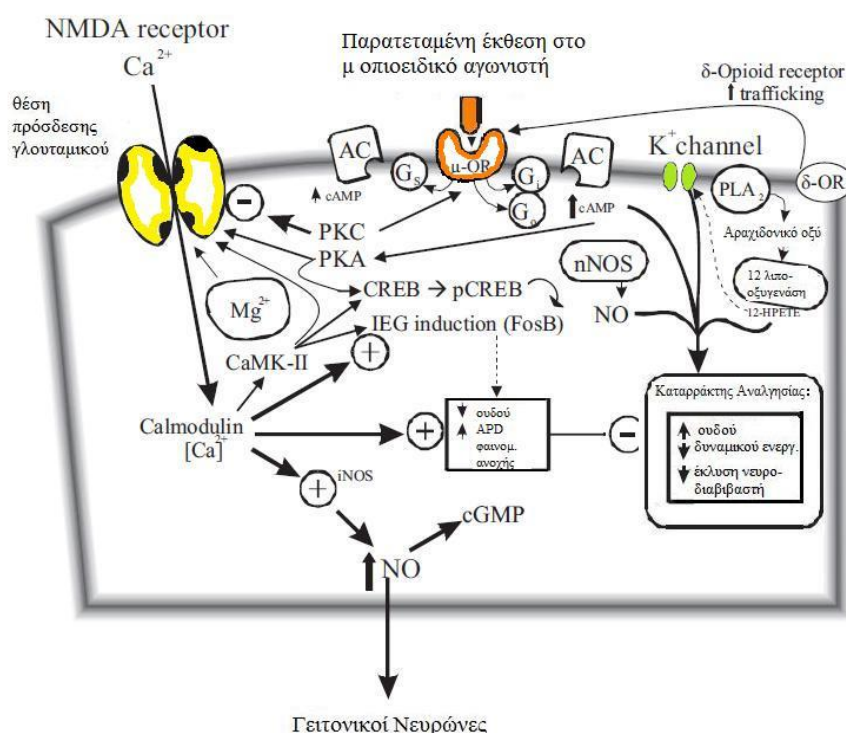 NMDA receptor
Ca²⁺
θέση
πρόσδεσης
γλουταμικού
Παρατεταμένη έκθεση στο
μ οπιοειδικό αγωνιστή
δ-Opioid receptor
trafficking
AC
μ-OR
Gₛ
Gᵢ
Gₒ
AC
cAMP
cAMP
K⁺channel
PLA₂
δ-OR
Αραχιδονικό οξύ
12 λιπο-
οξυγενάση
12-HPETE
PKC
PKA
nNOS
NO
CREB → pCREB
IEG induction (FosB)
Mg²⁺
CaMK-II
+
−
Calmodulin
[Ca]²⁺
+
ουδού
APD
φαινομ.
ανοχής
−
Καταρράκτης Αναλγησίας:
ουδού
δυναμικού ενεργ.
έκλυση νευρο-
διαβιβαστή
+
iNOS
cGMP
NO
Γειτονικοί Νευρώνες